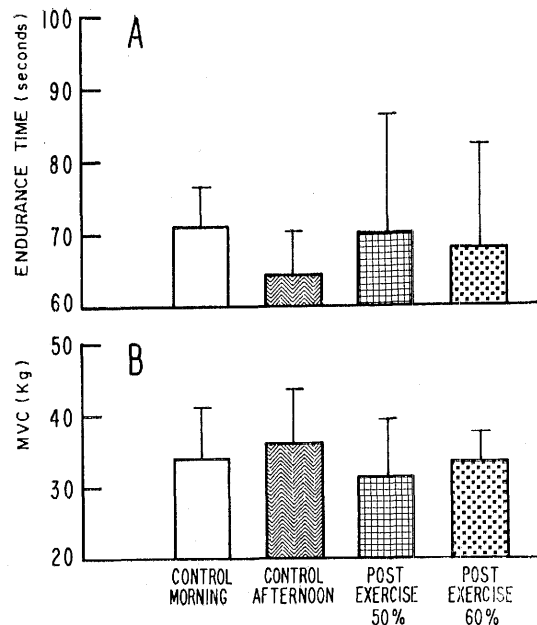 A
ENDURANCE TIME (seconds)
100
90
80
70
60
B
MVC (Kg)
50
40
30
20
CONTROL
MORNING
CONTROL
AFTERNOON
POST
EXERCISE
50%
POST
EXERCISE
60%